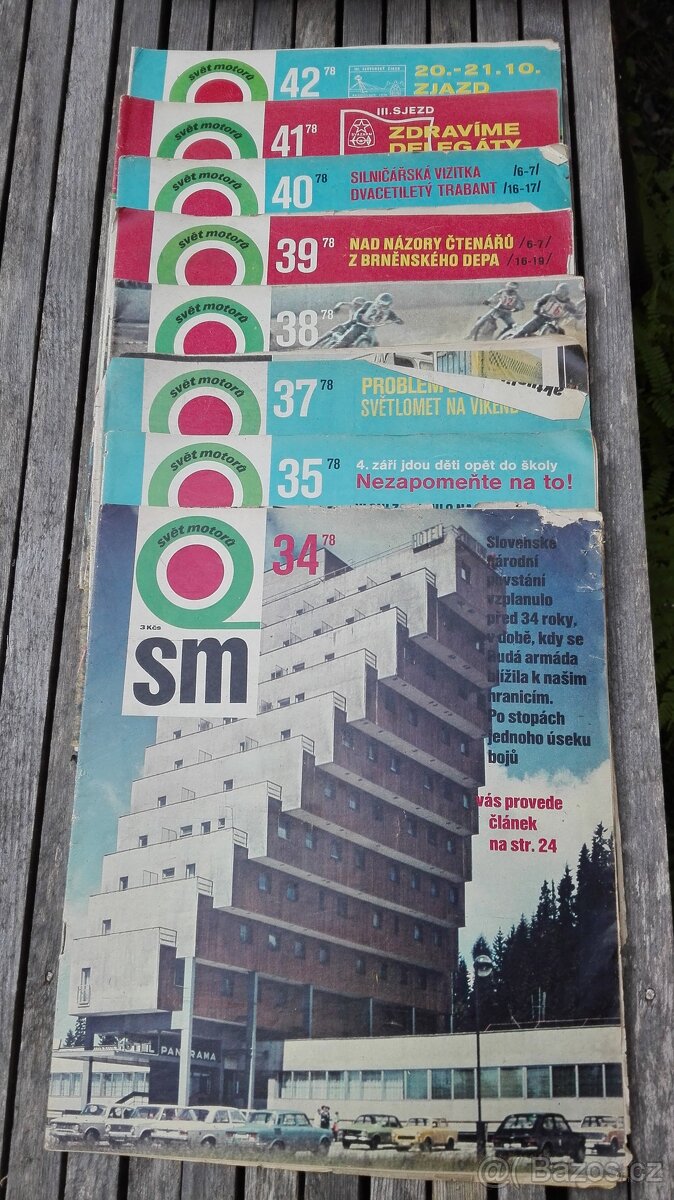 svět motorů
42 78
20.-21.10.
ZJAZD
svět motorů
41 78
III. SJEZD
ZDRAVÍME
DELEGÁTY
svět motorů
40 78
SILNIČÁŘSKÁ VIZITKA /6-7/
DVACETILETÝ TRABANT /16-17/
svět motorů
39 78
NAD NÁZORY ČTENÁŘŮ /6-7/
Z BRNĚNSKÉHO DEPA /16-19/
svět motorů
38 78
svět motorů
37 78
PROBLÉM
SVĚTLOMET NA VÍKEND
svět motorů
35 78
4. září jdou děti opět do školy
Nezapomeňte na to!
svět motorů
3 Kčs
sm
34 78
HOTEL
Slovenské
národní
povstání
vzplanulo
před 34 roky,
v době, kdy se
rudá armáda
blížila k našim
hranicím.
Po stopách
jednoho úseku
bojů
vás provede
článek
na str. 24
HOTEL PANORAMA
Bazos.cz